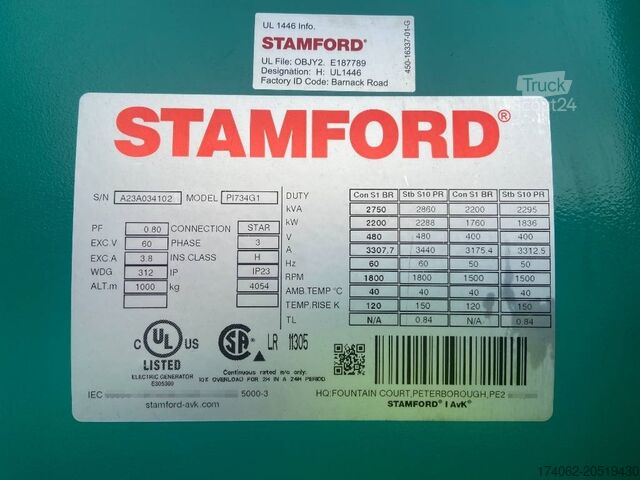 UL 1446 Info.
STAMFORD®
UL File: OBJY2. E187789
Designation: H: UL1446
Factory ID Code: Barnack Road
450-16337-01-G
Truck
scout24
STAMFORD®
S/N A23A034102 MODEL PI734G1
PF 0.80 CONNECTION STAR
EXC.V 60 PHASE 3
EXC A 3.8 INS.CLASS H
WDG 312 IP IP23
ALT.m 1000 kg 4054
DUTY Con S1 BR Stb S10 PR Con S1 BR Stb S10 PR
kVA 2750 2860 2200 2295
kW 2200 2288 1760 1836
V 480 480 400 400
A 3307.7 3440 3175.4 3312.5
Hz 60 60 50 50
RPM 1800 1800 1500 1500
AMB.TEMP °C 40 40 40 40
TEMP.RISE K 120 150 120 150
TL N/A 0.84 N/A 0.84
C UL US
LISTED
ELECTRIC GENERATOR
E305309
SA ® LR 11305
Continuous rated m/c only:
10% OVERLOAD FOR 2H IN A 24H PERIOD
IEC 5000-3
stamford-avk.com
HQ:FOUNTAIN COURT,PETERBOROUGH,PE2
STAMFORD® | AvK®
174062-20519430